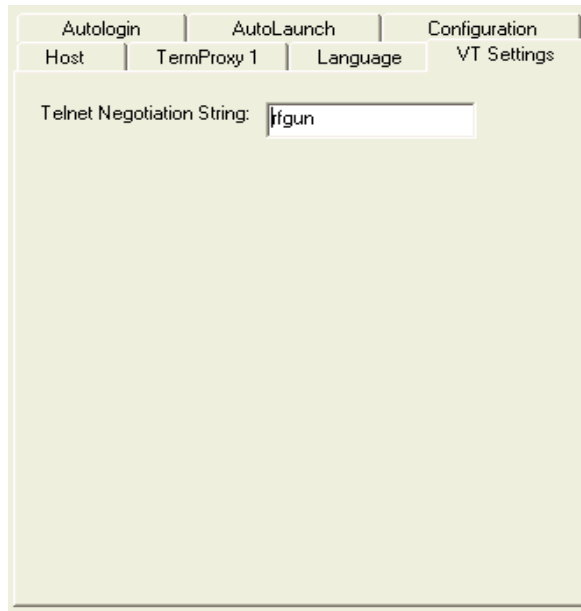 Autologin AutoLaunch Configuration
Host TermProxy 1 Language VT Settings
Telnet Negotiation String: rfgun